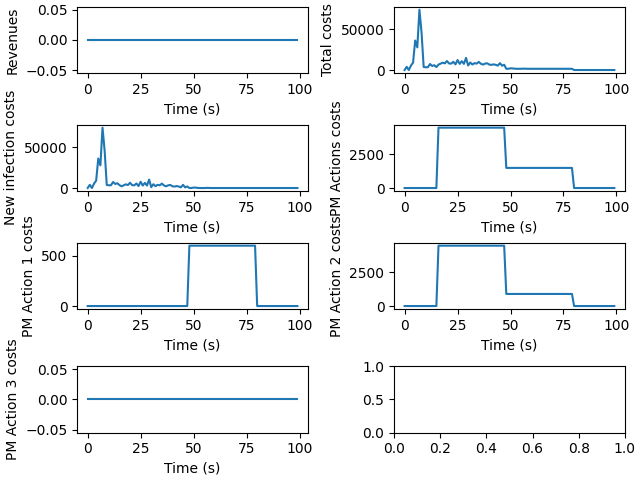 Revenues
0.05
0.00
−0.05
0 25 50 75 100
Time (s)
Total costs
50000
0
0 25 50 75 100
Time (s)
New infection costs
50000
0
0 25 50 75 100
Time (s)
PM Actions costs
2500
0
0 25 50 75 100
Time (s)
PM Action 1 costs
500
0
0 25 50 75 100
Time (s)
PM Action 2 costs
2500
0
0 25 50 75 100
Time (s)
PM Action 3 costs
0.05
0.00
−0.05
0 25 50 75 100
Time (s)
1.0
0.5
0.0
0.0 0.2 0.4 0.6 0.8 1.0